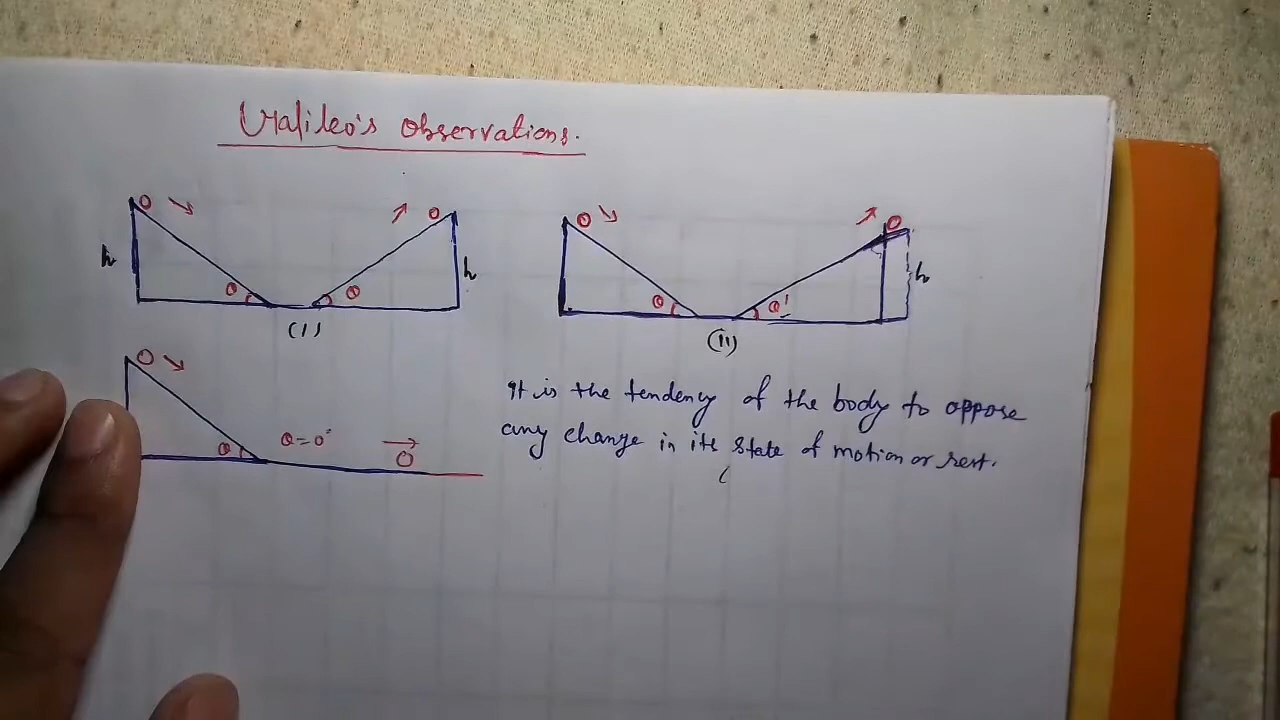 Galileo's observations.
h
θ
θ
h
(I)
θ
θ'
h
(II)
θ
θ=0°
It is the tendency of the body to oppose
any change in its state of motion or rest.
(